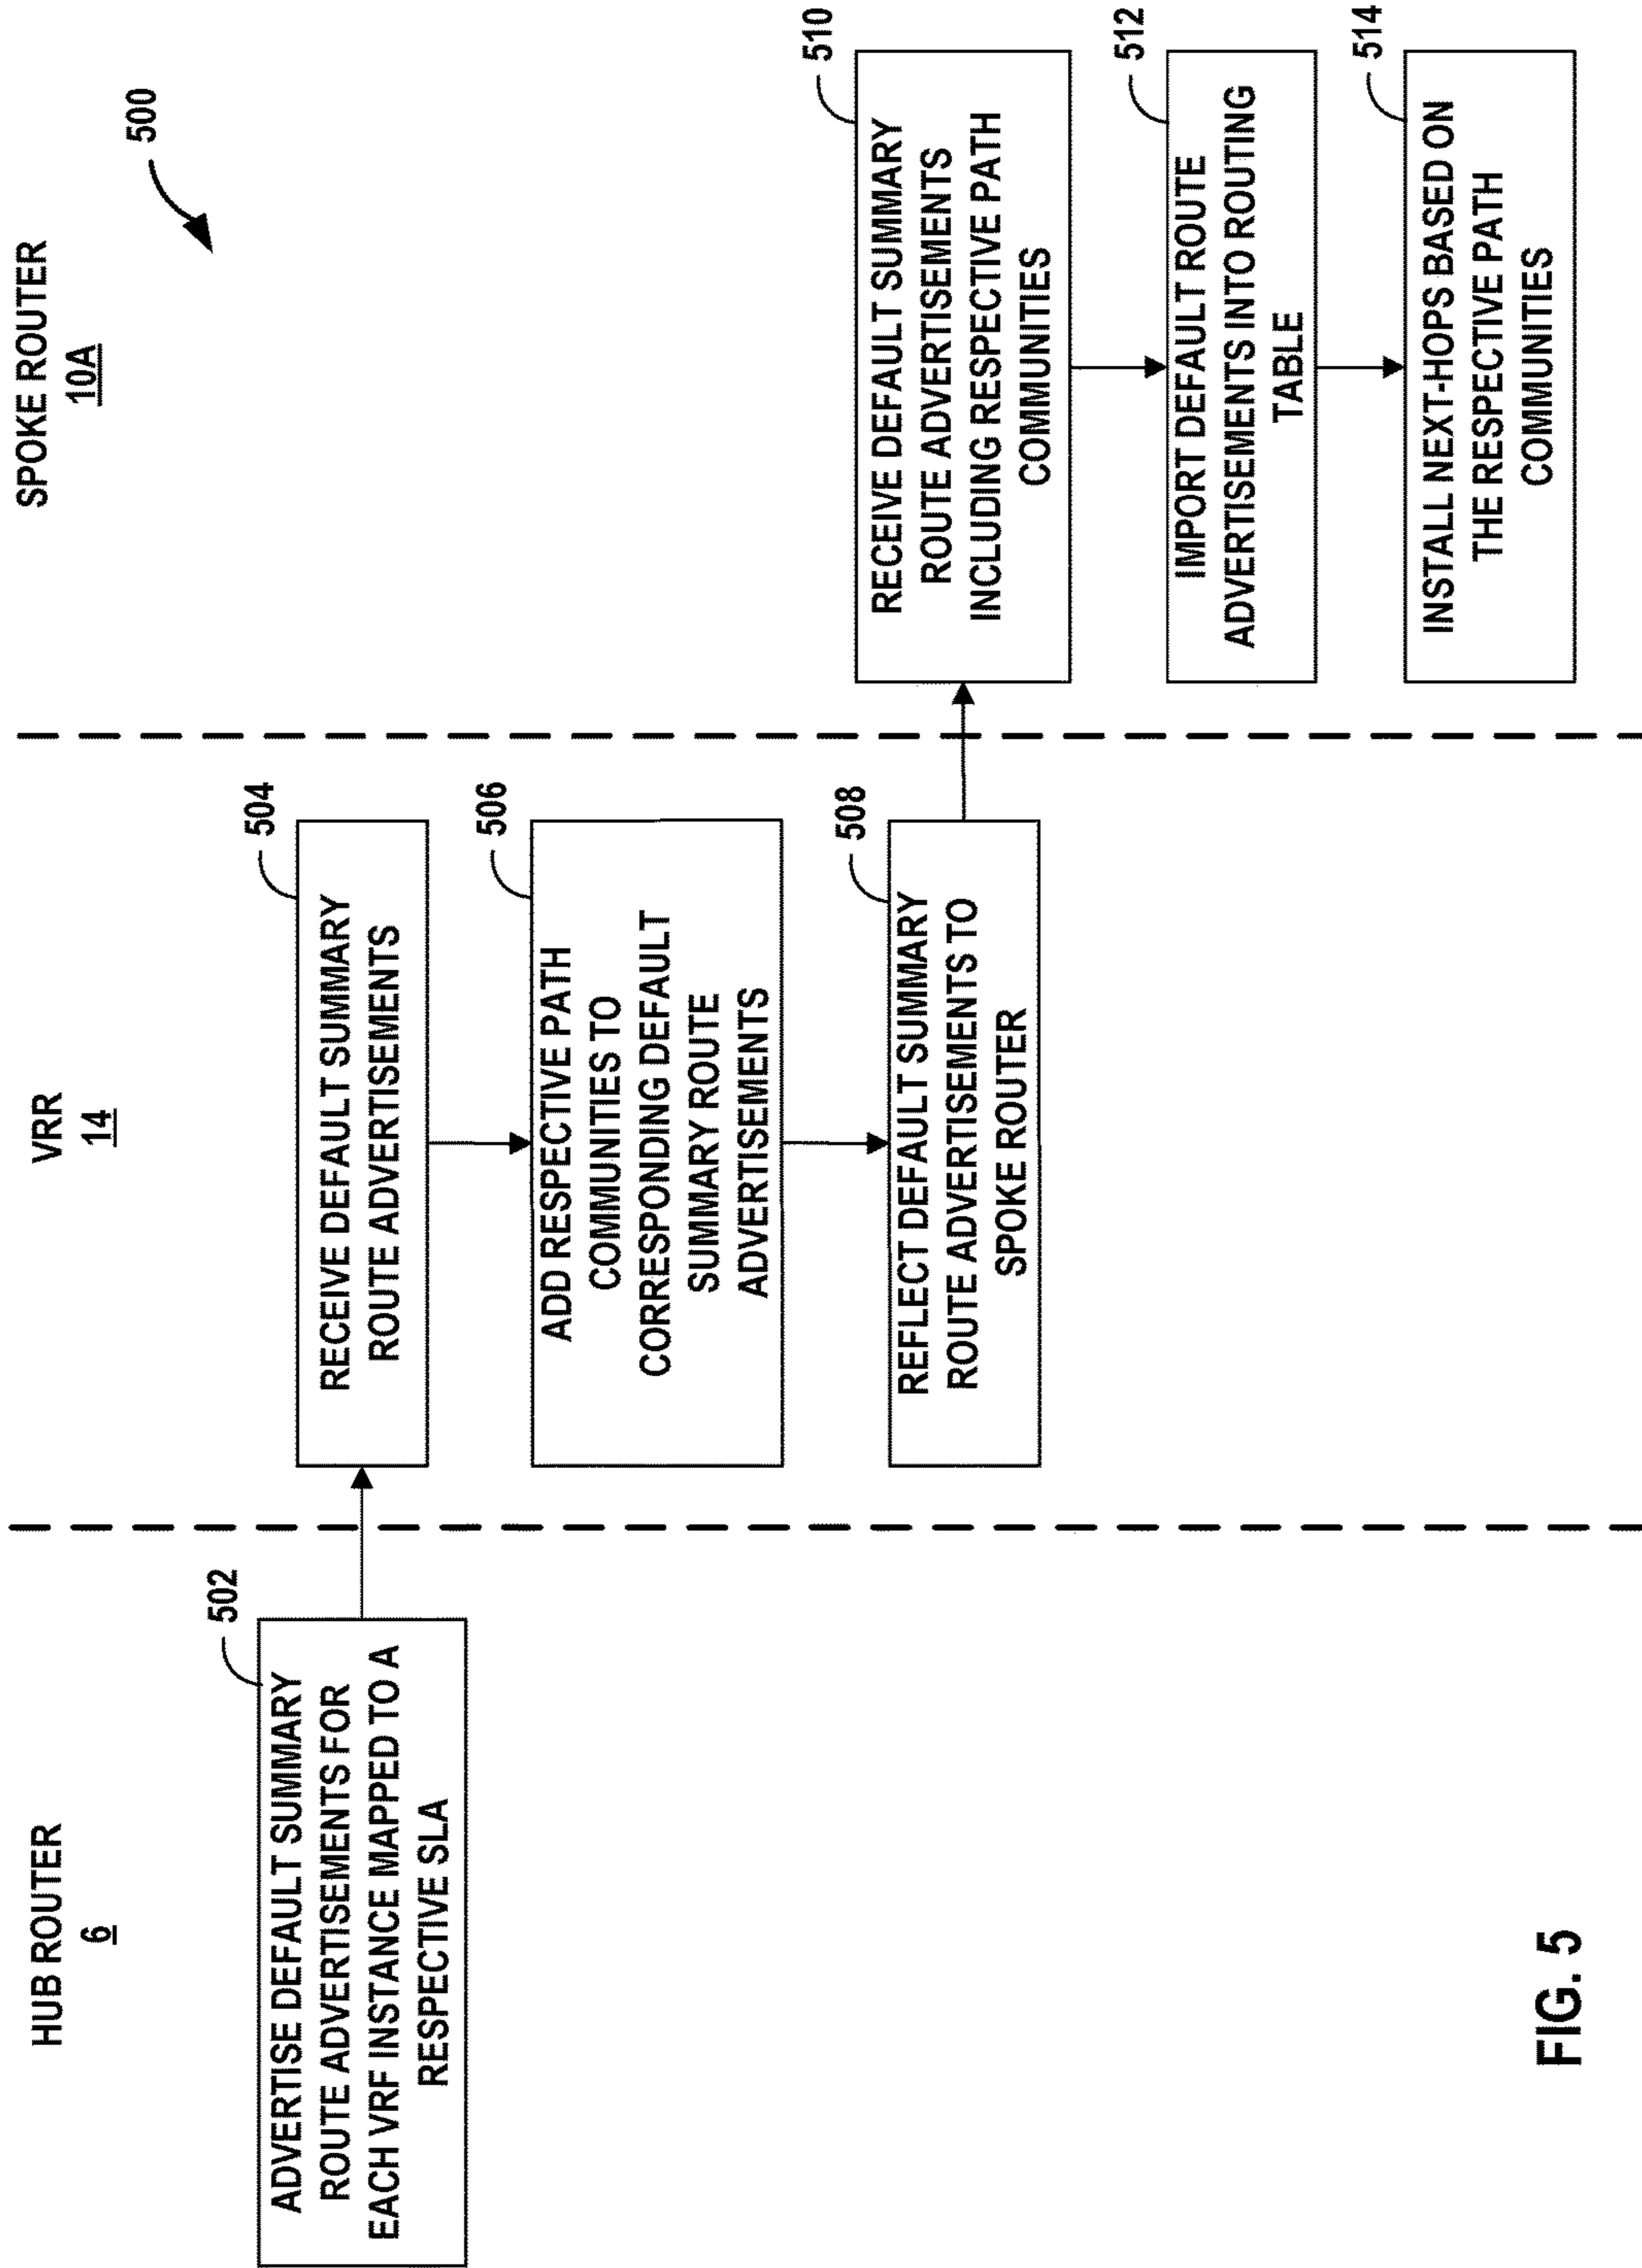 HUB ROUTER
6
VRR
14
SPOKE ROUTER
10A
500
502
ADVERTISE DEFAULT SUMMARY
ROUTE ADVERTISEMENTS FOR
EACH VRF INSTANCE MAPPED TO A
RESPECTIVE SLA
504
RECEIVE DEFAULT SUMMARY
ROUTE ADVERTISEMENTS
506
ADD RESPECTIVE PATH
COMMUNITIES TO
CORRESPONDING DEFAULT
SUMMARY ROUTE
ADVERTISEMENTS
508
REFLECT DEFAULT SUMMARY
ROUTE ADVERTISEMENTS TO
SPOKE ROUTER
510
RECEIVE DEFAULT SUMMARY
ROUTE ADVERTISEMENTS
INCLUDING RESPECTIVE PATH
COMMUNITIES
512
IMPORT DEFAULT ROUTE
ADVERTISEMENTS INTO ROUTING
TABLE
514
INSTALL NEXT-HOPS BASED ON
THE RESPECTIVE PATH
COMMUNITIES
FIG. 5